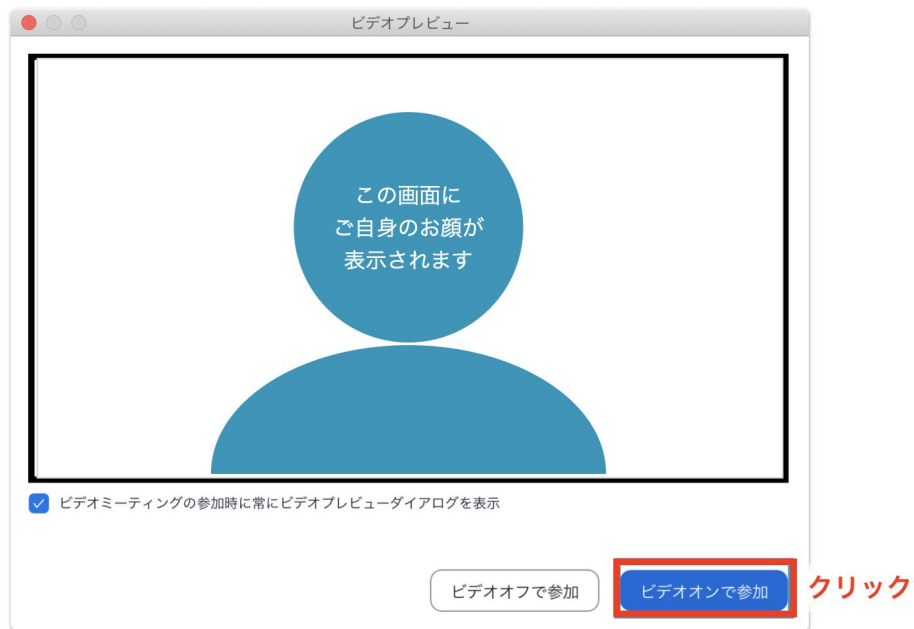 ビデオプレビュー
この画面に
ご自身のお顔が
表示されます
ビデオミーティングの参加時に常にビデオプレビューダイアログを表示
ビデオオフで参加
ビデオオンで参加
クリック